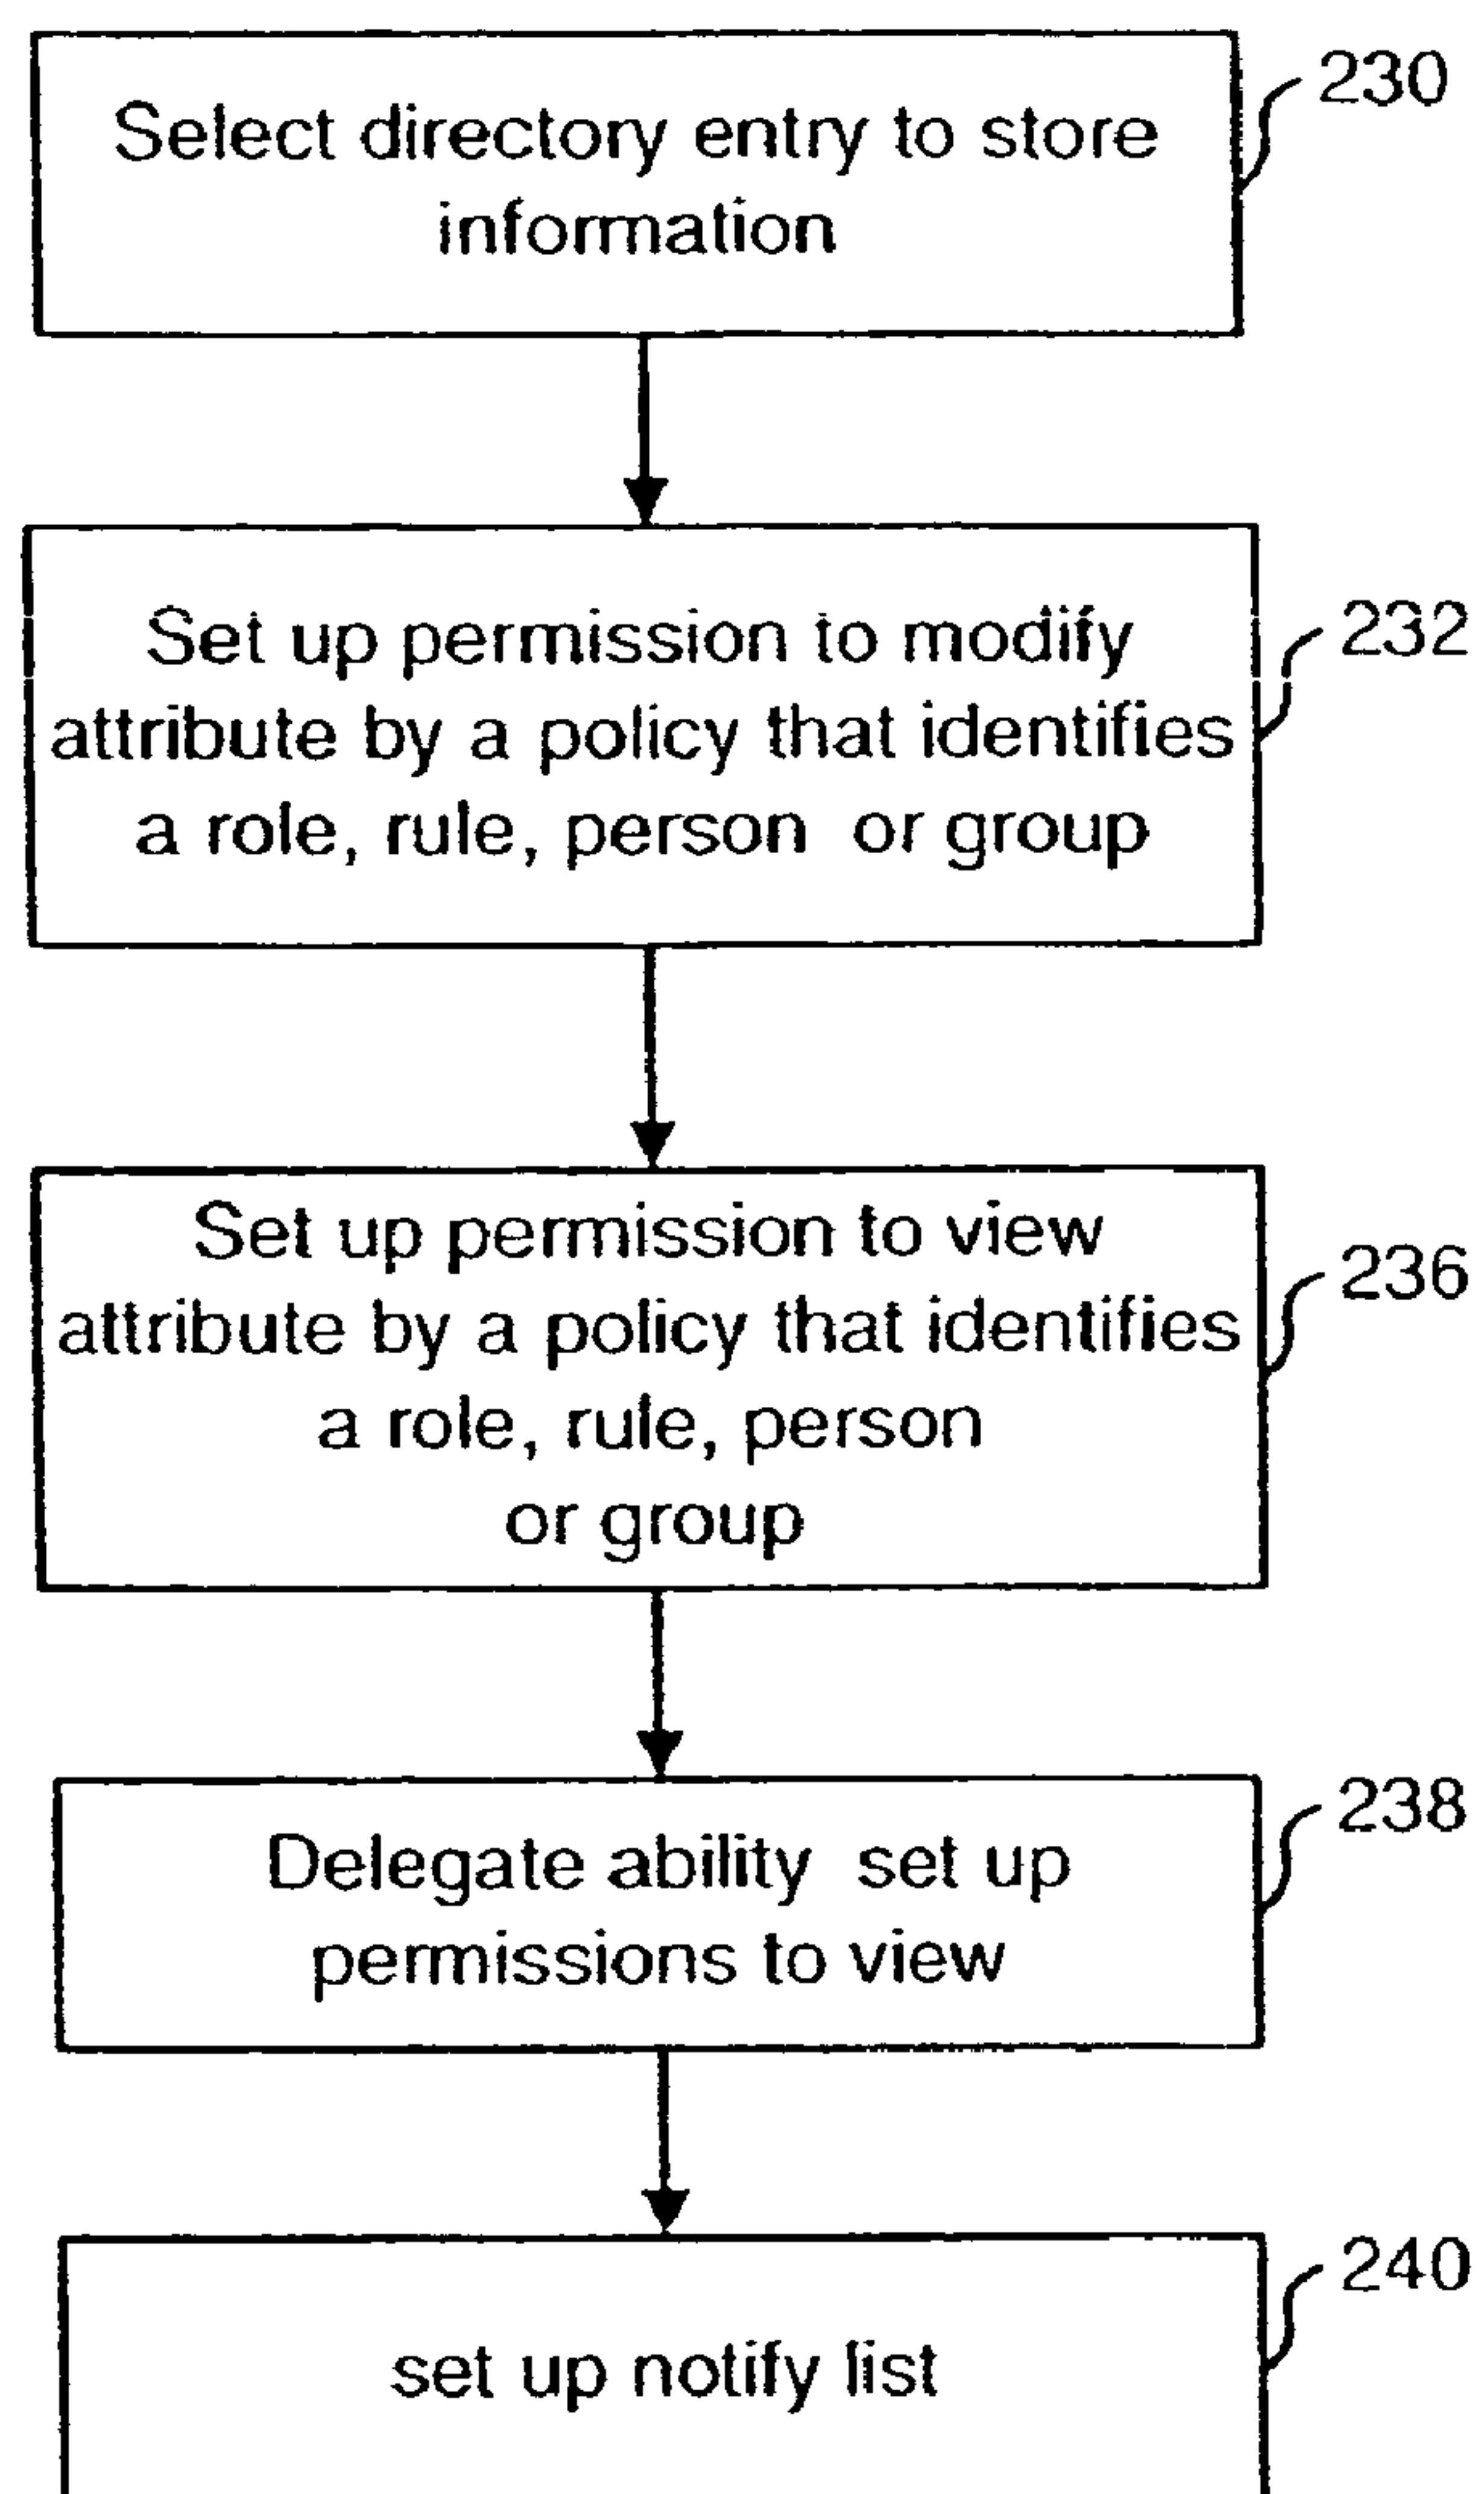 230
Select directory entry to store
information
232
Set up permission to modify
attribute by a policy that identifies
a role, rule, person or group
236
Set up permission to view
attribute by a policy that identifies
a role, rule, person
or group
238
Delegate ability set up
permissions to view
240
set up notify list